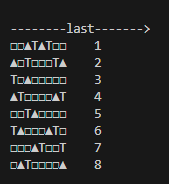 --------last------->
□□▲T▲T□□ 1
▲□T□□□T▲ 2
T□▲□□□□□ 3
▲T□□□□▲T 4
□□T▲□□□□ 5
T▲□□□▲T□ 6
□□□▲T□□T 7
□▲T□□□□▲ 8